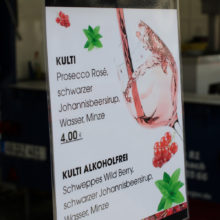 KULTI
Prosecco Rosé,
schwarzer
Johannisbeersirup,
Wasser, Minze
4,00 €
KULTI ALKOHOLFREI
Schweppes Wild Berry,
schwarzer Johannisbeersirup,
Wasser, Minze